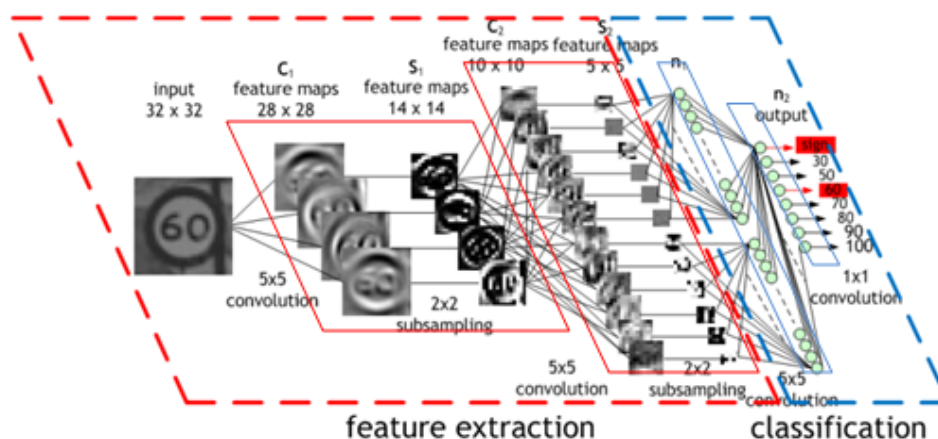 input
32 x 32
C₁
feature maps
28 x 28
S₁
feature maps
14 x 14
C₂
feature maps
10 x 10
S₂
feature maps
5 x 5
n₁
n₂
output
60
sign
30
50
60
70
80
90
100
5x5
convolution
2x2
subsampling
5x5
convolution
2x2
subsampling
5x5
convolution
1x1
convolution
feature extraction
classification